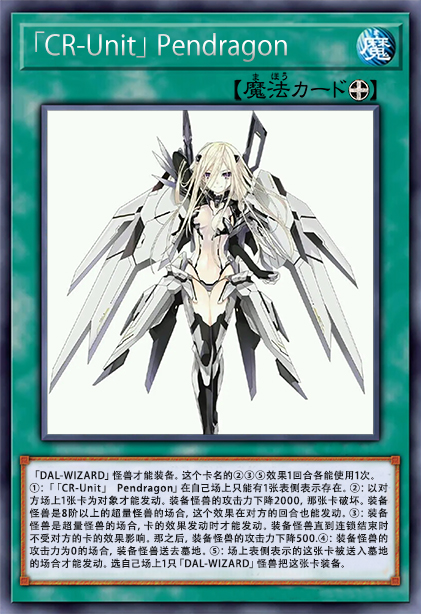 「CR-Unit」 Pendragon
魔
まほう
【魔法カード】
「DAL-WIZARD」怪兽才能装备。这个卡名的②③⑤效果1回合各能使用1次。
①：「CR-Unit」 Pendragon」在自己场上只能有1张表侧表示存在。②：以对
方场上1张卡为对象才能发动。装备怪兽的攻击力下降2000，那张卡破坏。装备
怪兽是8阶以上的超量怪兽的场合，这个效果在对方的回合也能发动。③：装备
怪兽是超量怪兽的场合，卡的效果发动时才能发动。装备怪兽直到连锁结束时
不受对方的卡的效果影响。那之后，装备怪兽的攻击力下降500.④：装备怪兽的
攻击力为0的场合，装备怪兽送去墓地。⑤：场上表侧表示的这张卡被送入墓地
的场合才能发动。选自己场上1只「DAL-WIZARD」怪兽把这张卡装备。